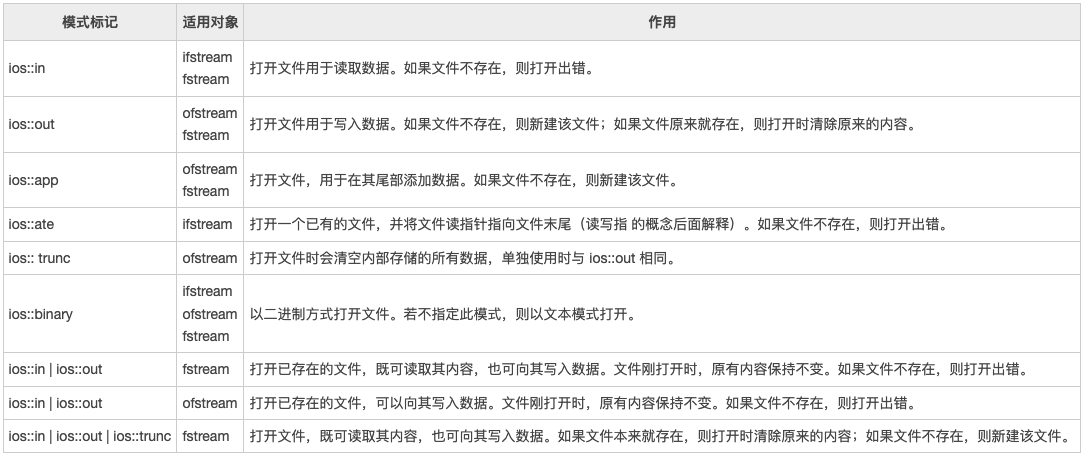 模式标记 适用对象 作用
ios::in ifstream 打开文件用于读取数据。如果文件不存在，则打开出错。
fstream
ios::out ofstream 打开文件用于写入数据。如果文件不存在，则新建该文件；如果文件原来就存在，则打开时清除原来的内容。
fstream
ios::app ofstream 打开文件，用于在其尾部添加数据。如果文件不存在，则新建该文件。
fstream
ios::ate ifstream 打开一个已有的文件，并将文件读指针指向文件末尾（读写指 的概念后面解释）。如果文件不存在，则打开出错。
ios:: trunc ofstream 打开文件时会清空内部存储的所有数据，单独使用时与 ios::out 相同。
ios::binary ifstream 以二进制方式打开文件。若不指定此模式，则以文本模式打开。
ofstream
fstream
ios::in | ios::out fstream 打开已存在的文件，既可读取其内容，也可向其写入数据。文件刚打开时，原有内容保持不变。如果文件不存在，则打开出错。
ios::in | ios::out ofstream 打开已存在的文件，可以向其写入数据。文件刚打开时，原有内容保持不变。如果文件不存在，则打开出错。
ios::in | ios::out | ios::trunc fstream 打开文件，既可读取其内容，也可向其写入数据。如果文件本来就存在，则打开时清除原来的内容；如果文件不存在，则新建该文件。